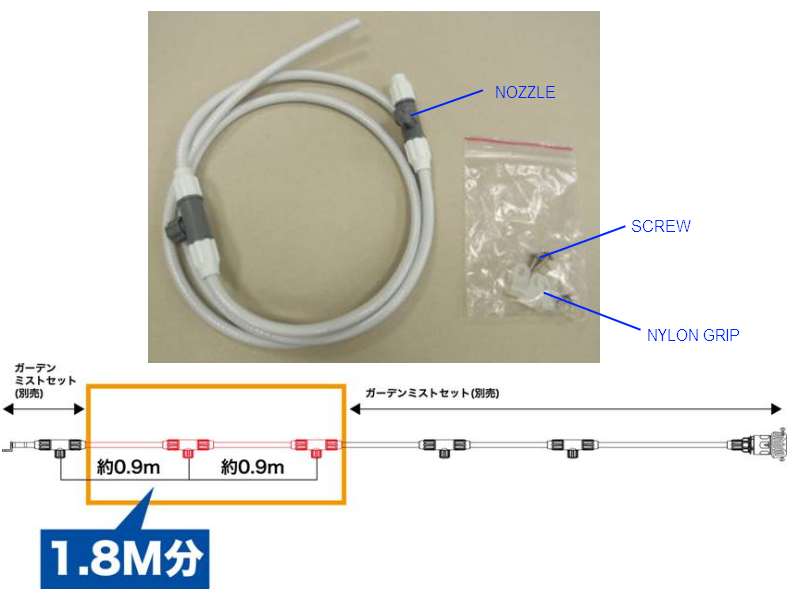 NOZZLE
SCREW
NYLON GRIP
ガーデン
ミストセット
(別売)
ガーデンミストセット(別売)
約0.9m
約0.9m
1.8M分